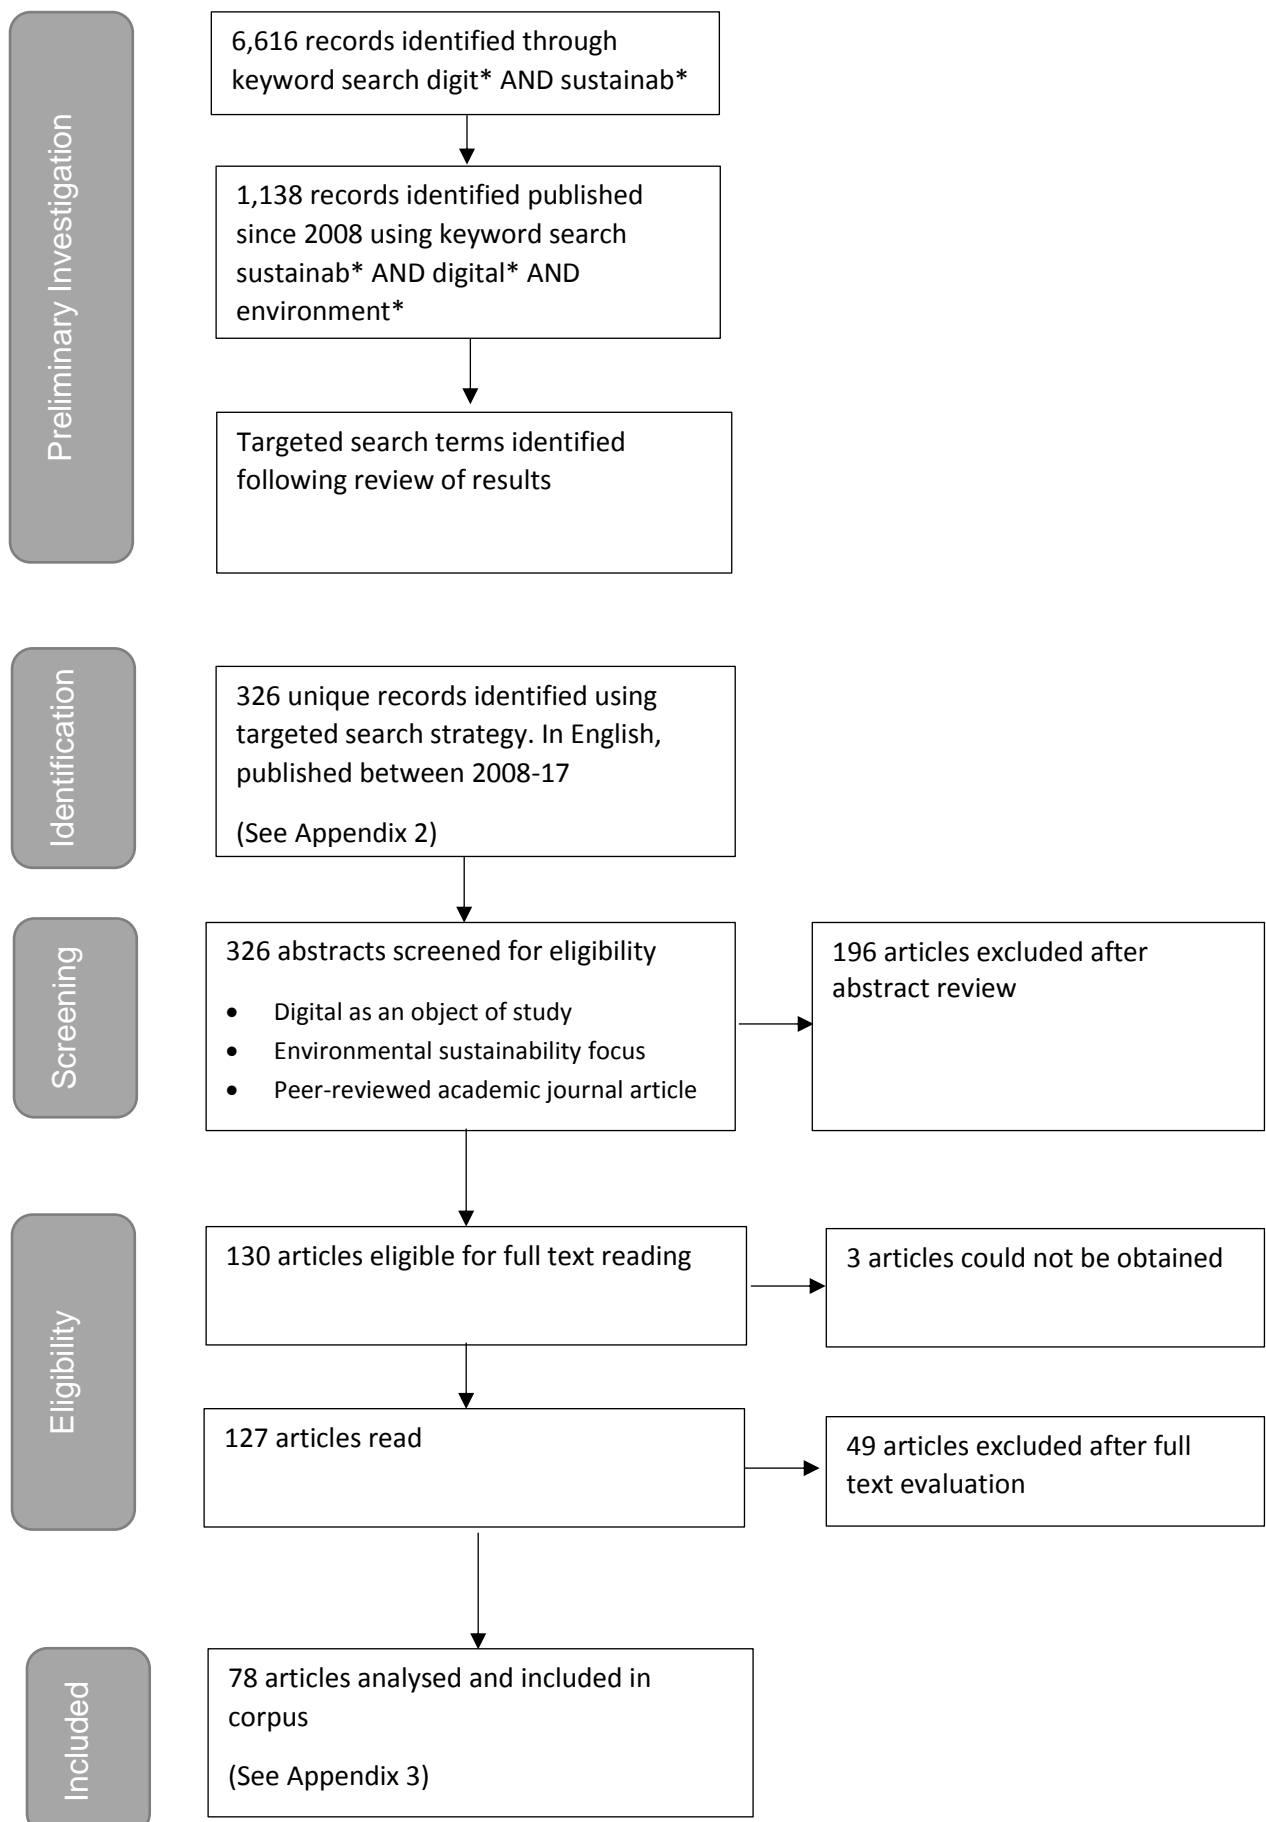 Preliminary Investigation
6,616 records identified through
keyword search digit* AND sustainab*
1,138 records identified published
since 2008 using keyword search
sustainab* AND digital* AND
environment*
Targeted search terms identified
following review of results
Identification
326 unique records identified using
targeted search strategy. In English,
published between 2008-17
(See Appendix 2)
Screening
326 abstracts screened for eligibility
• Digital as an object of study
• Environmental sustainability focus
• Peer-reviewed academic journal article
196 articles excluded after
abstract review
Eligibility
130 articles eligible for full text reading
3 articles could not be obtained
127 articles read
49 articles excluded after full
text evaluation
Included
78 articles analysed and included in
corpus
(See Appendix 3)